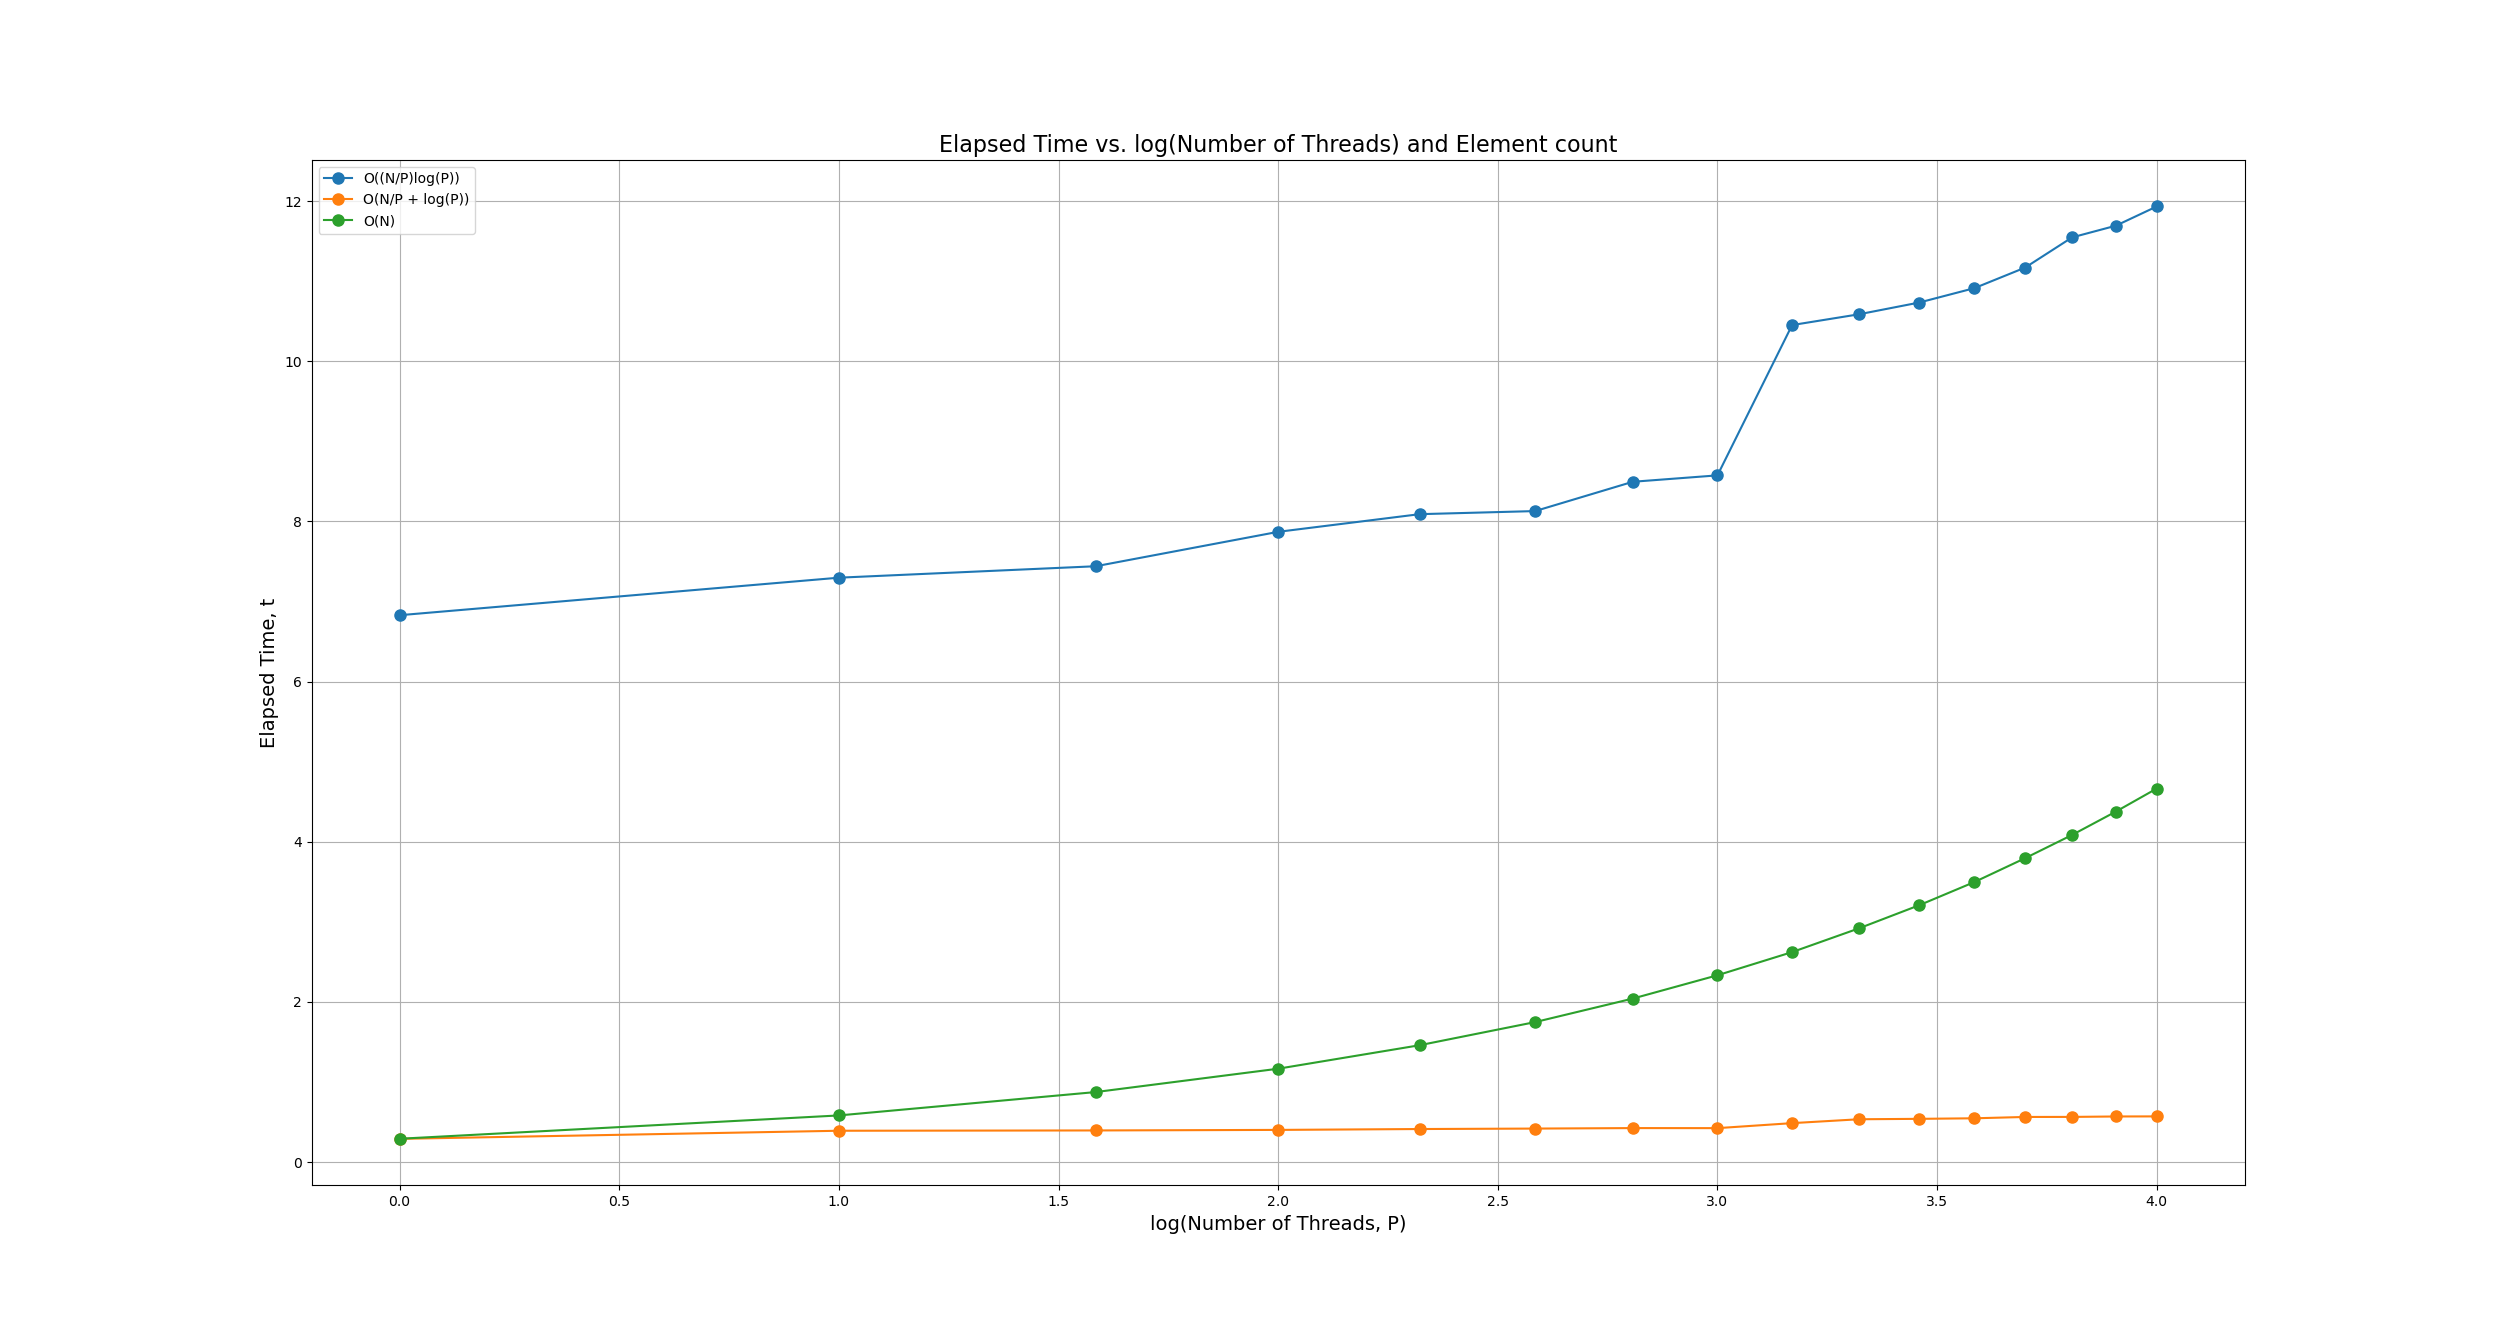 Elapsed Time vs. log(Number of Threads) and Element count
O((N/P)log(P))
O(N/P + log(P))
O(N)
12
10
8
6
4
2
0
Elapsed Time, t
0.0 0.5 1.0 1.5 2.0 2.5 3.0 3.5 4.0
log(Number of Threads, P)